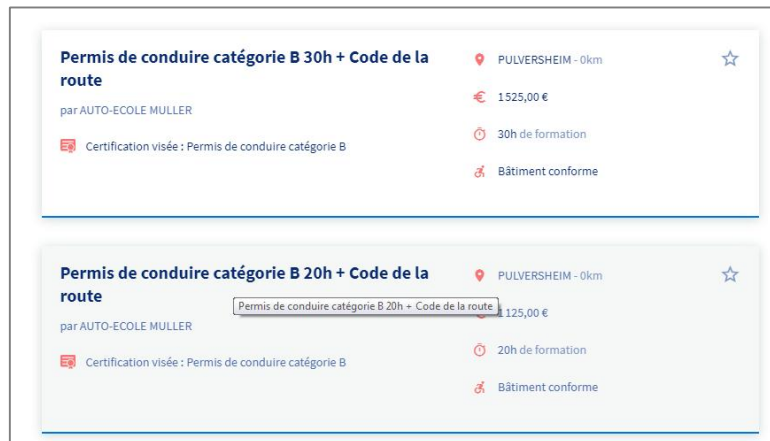 Permis de conduire catégorie B 30h + Code de la
route
par AUTO-ECOLE MULLER
Certification visée : Permis de conduire catégorie B
PULVERSHEIM - 0km
1 525,00 €
30h de formation
Bâtiment conforme
Permis de conduire catégorie B 20h + Code de la
route
Permis de conduire catégorie B 20h + Code de la route
par AUTO-ECOLE MULLER
Certification visée : Permis de conduire catégorie B
PULVERSHEIM - 0km
1 125,00 €
20h de formation
Bâtiment conforme